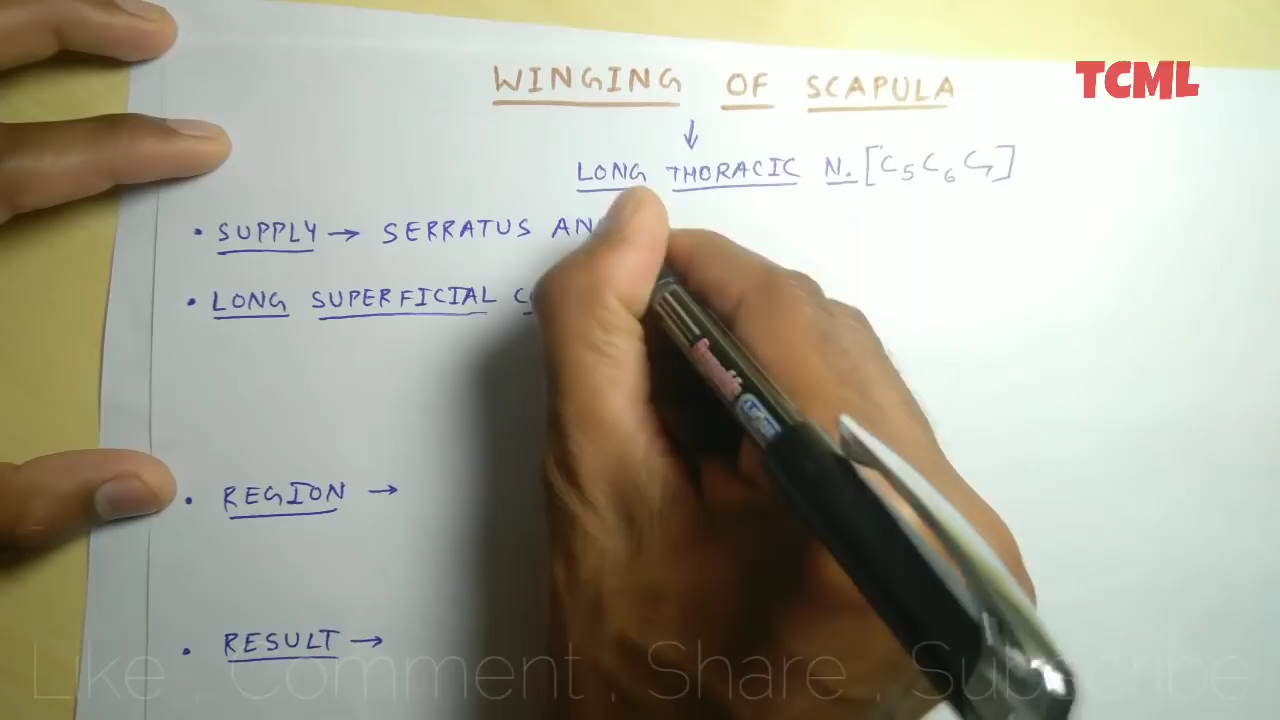 WINGING OF SCAPULA
TCML
↓
LONG THORACIC N. [C5 C6 C7]
• SUPPLY → SERRATUS AN
• LONG SUPERFICIAL C
• REGION →
• RESULT →
Like , Comment , Share , Subscribe